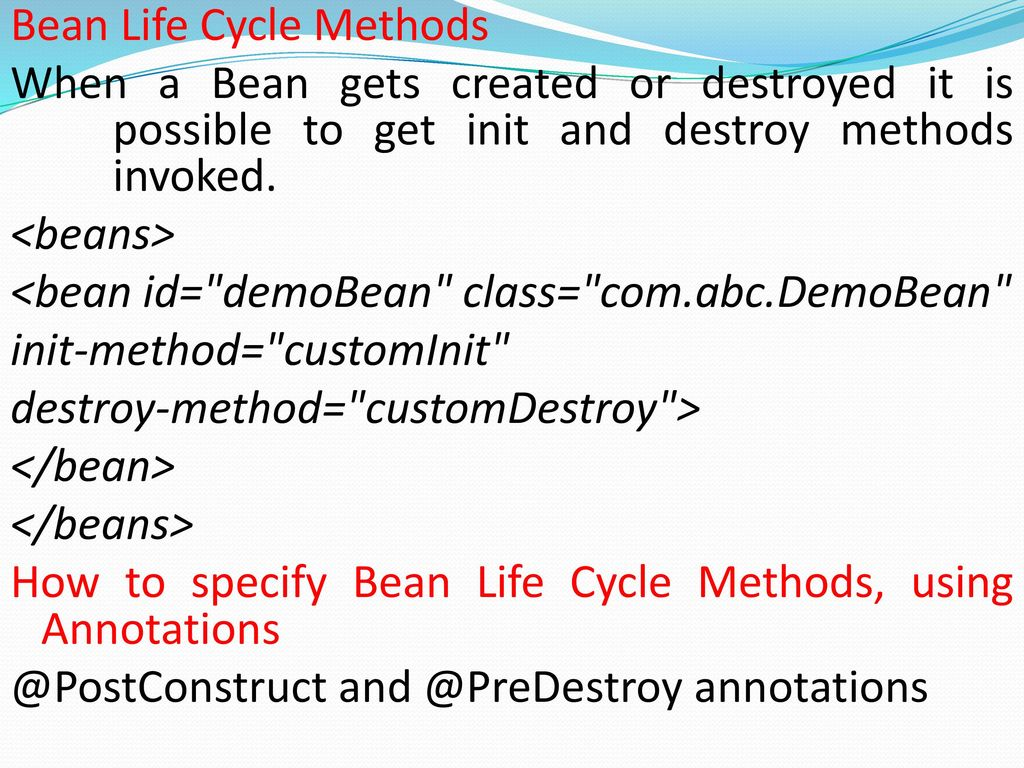 Bean Life Cycle Methods
When a Bean gets created or destroyed it is
possible to get init and destroy methods
invoked.
<beans>
<bean id="demoBean" class="com.abc.DemoBean"
init-method="customInit"
destroy-method="customDestroy">
</bean>
</beans>
How to specify Bean Life Cycle Methods, using
Annotations
@PostConstruct and @PreDestroy annotations